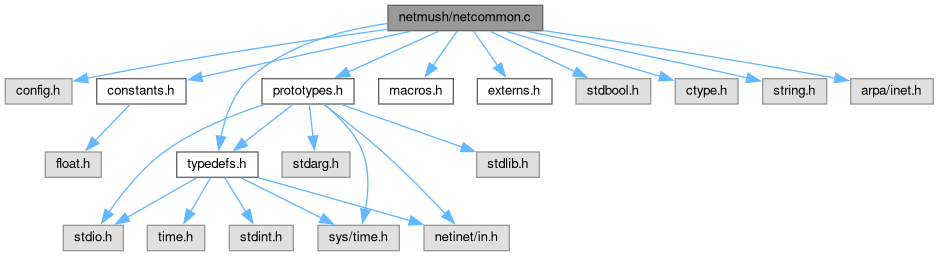 netmush/netcommon.c
config.h
constants.h
prototypes.h
macros.h
externs.h
stdbool.h
ctype.h
string.h
arpa/inet.h
float.h
typedefs.h
stdarg.h
stdlib.h
stdio.h
time.h
stdint.h
sys/time.h
netinet/in.h